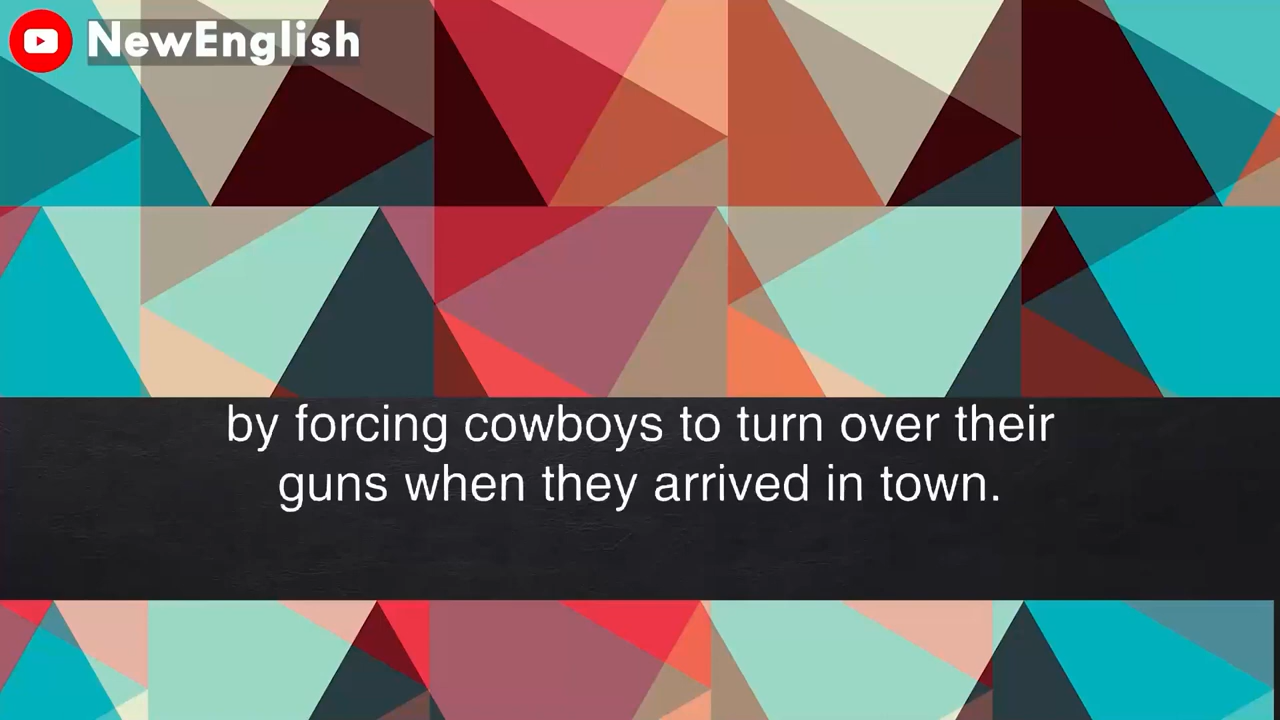 NewEnglish
by forcing cowboys to turn over their
guns when they arrived in town.